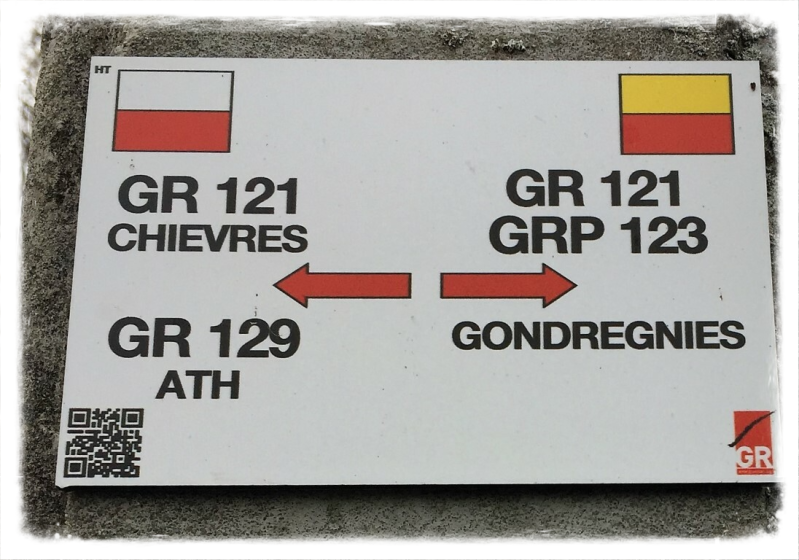 HT
GR 121
CHIEVRES
GR 129
ATH
GR 121
GRP 123
GONDREGNIES
GR